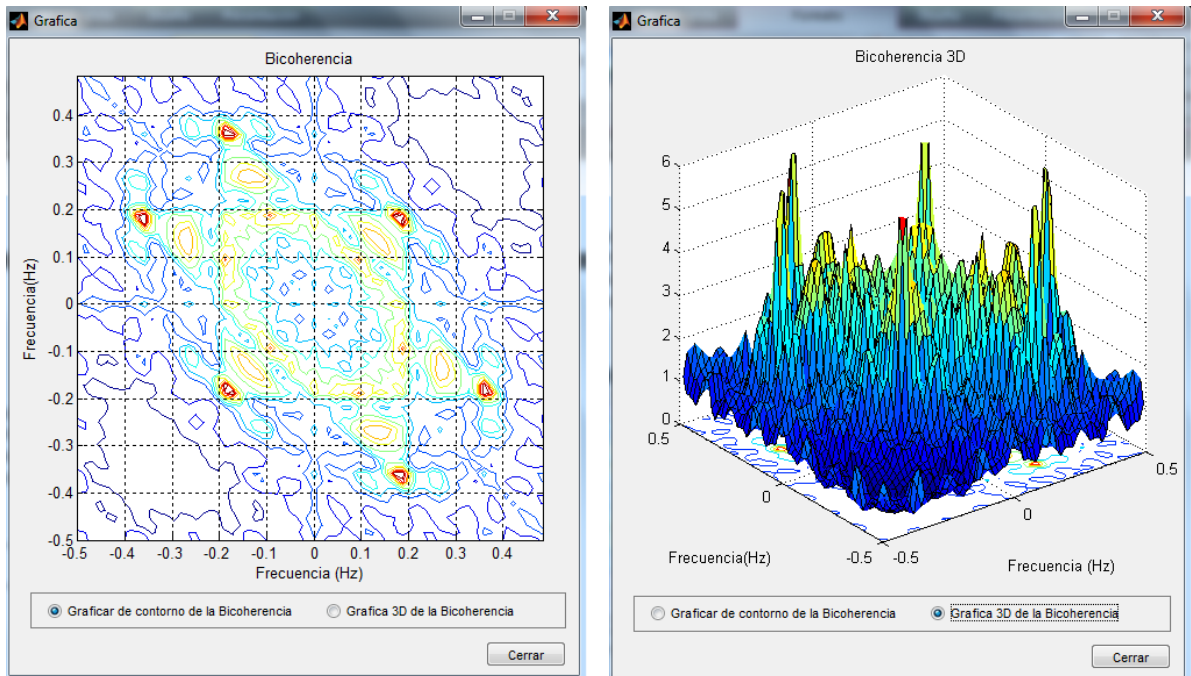 Grafica
Bicoherencia
Frecuencia(Hz)
0.4
0.3
0.2
0.1
0
-0.1
-0.2
-0.3
-0.4
-0.5
-0.5 -0.4 -0.3 -0.2 -0.1 0 0.1 0.2 0.3 0.4
Frecuencia (Hz)
Graficar de contorno de la Bicoherencia Grafica 3D de la Bicoherencia
Cerrar
Grafica
Bicoherencia 3D
6
5
4
3
2
1
0
0.5
0
-0.5
-0.5
0
0.5
Frecuencia(Hz)
Frecuencia (Hz)
Graficar de contorno de la Bicoherencia Grafica 3D de la Bicoherencia
Cerrar